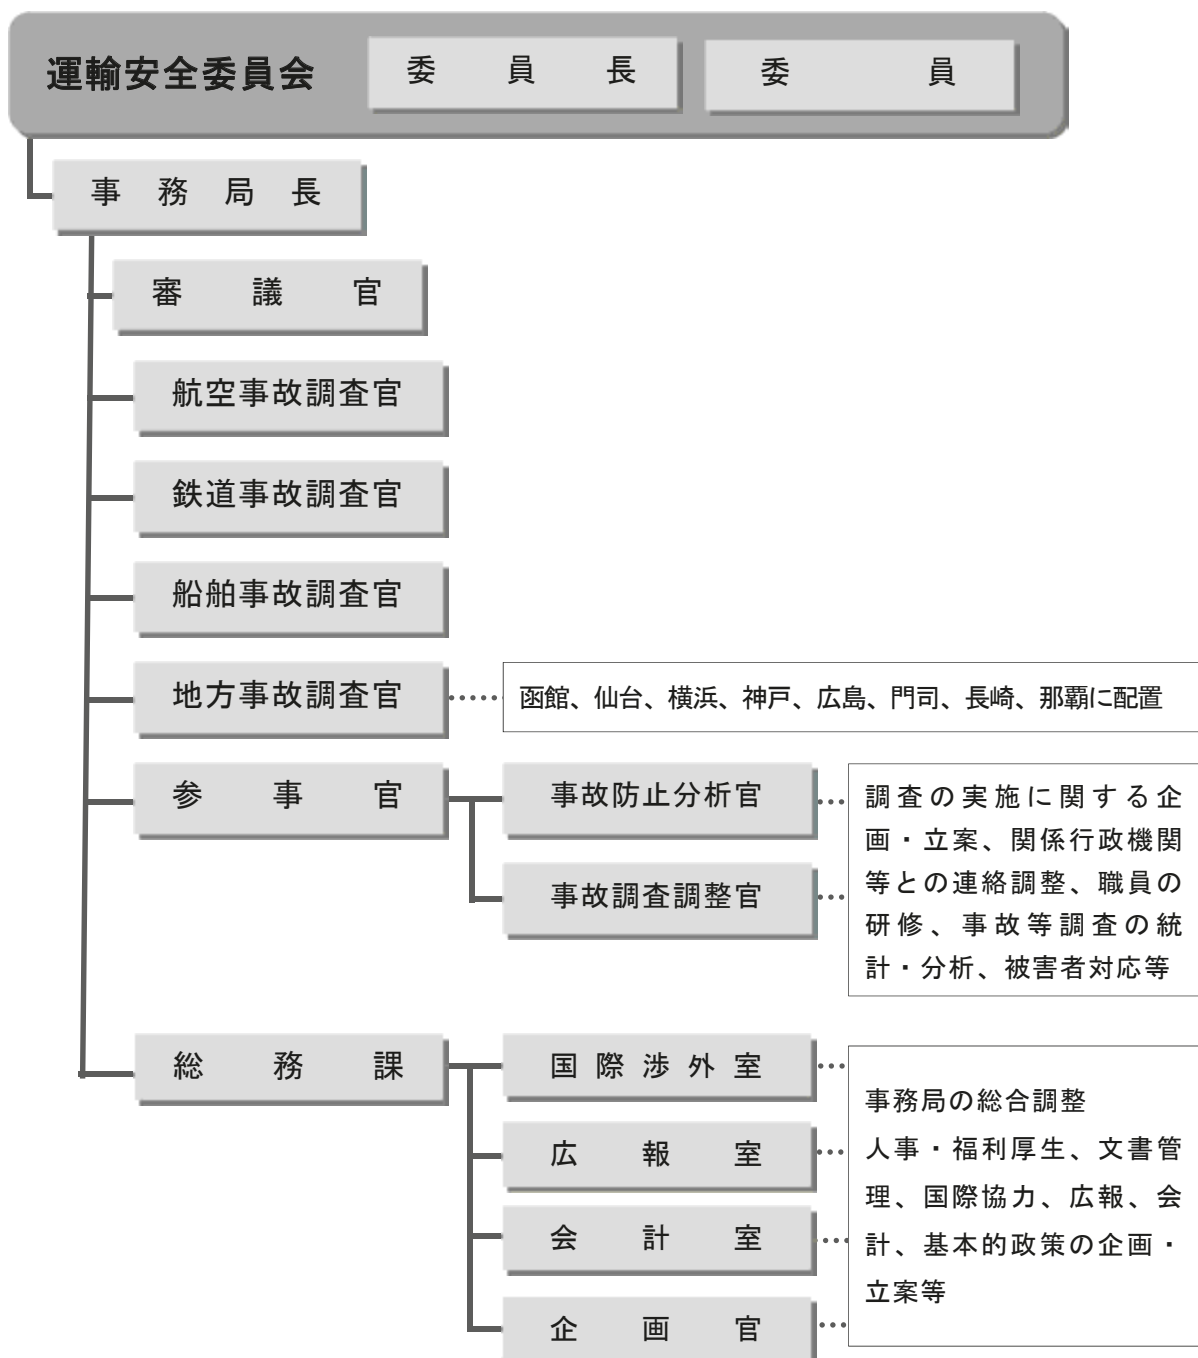 運輸安全委員会 委員長 委員
事務局長
審議官
航空事故調査官
鉄道事故調査官
船舶事故調査官
地方事故調査官
函館、仙台、横浜、神戸、広島、門司、長崎、那覇に配置
参事官
事故防止分析官
事故調査調整官
調査の実施に関する企
画・立案、関係行政機関
等との連絡調整、職員の
研修、事故等調査の統
計・分析、被害者対応等
総務課
国際渉外室
広報室
会計室
企画官
事務局の総合調整
人事・福利厚生、文書管
理、国際協力、広報、会
計、基本的政策の企画・
立案等